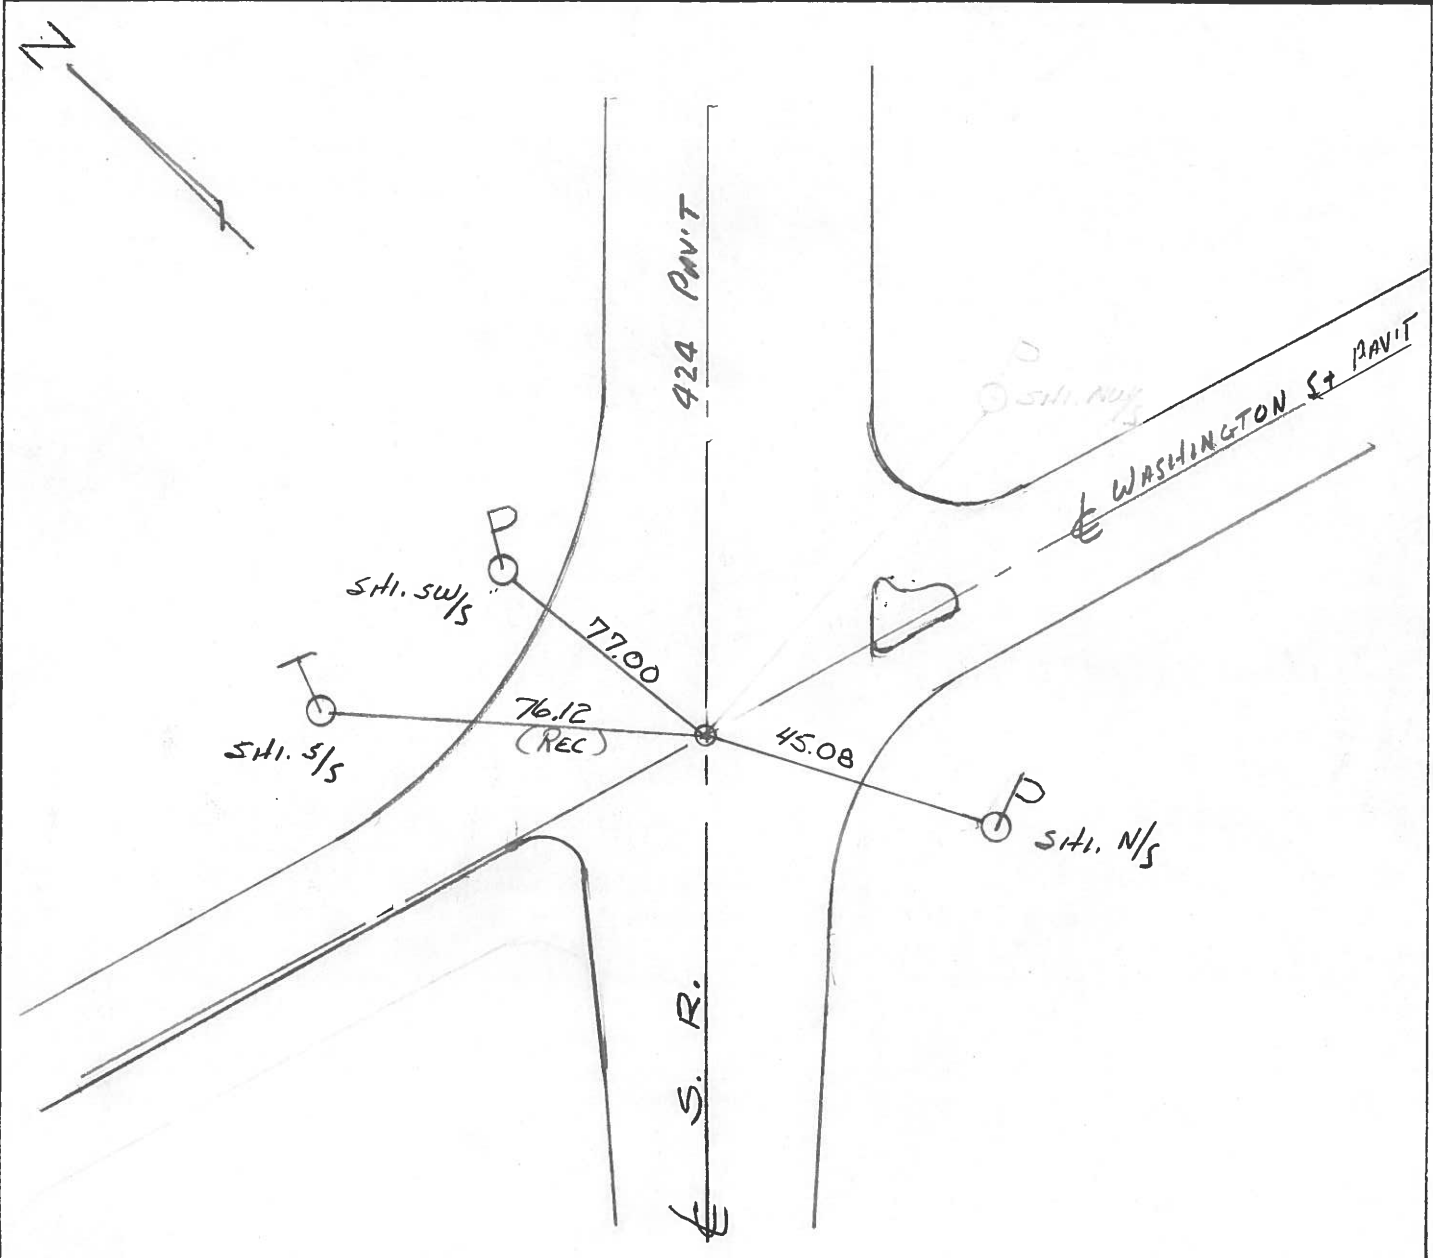 N
424 PAV'T
℄ WASHINGTON St PAV'T
P
SHI. SW/S
77.00
T
SHI. S/S
76.12
(REC)
45.08
P
SHI. N/S
℄ S. R.